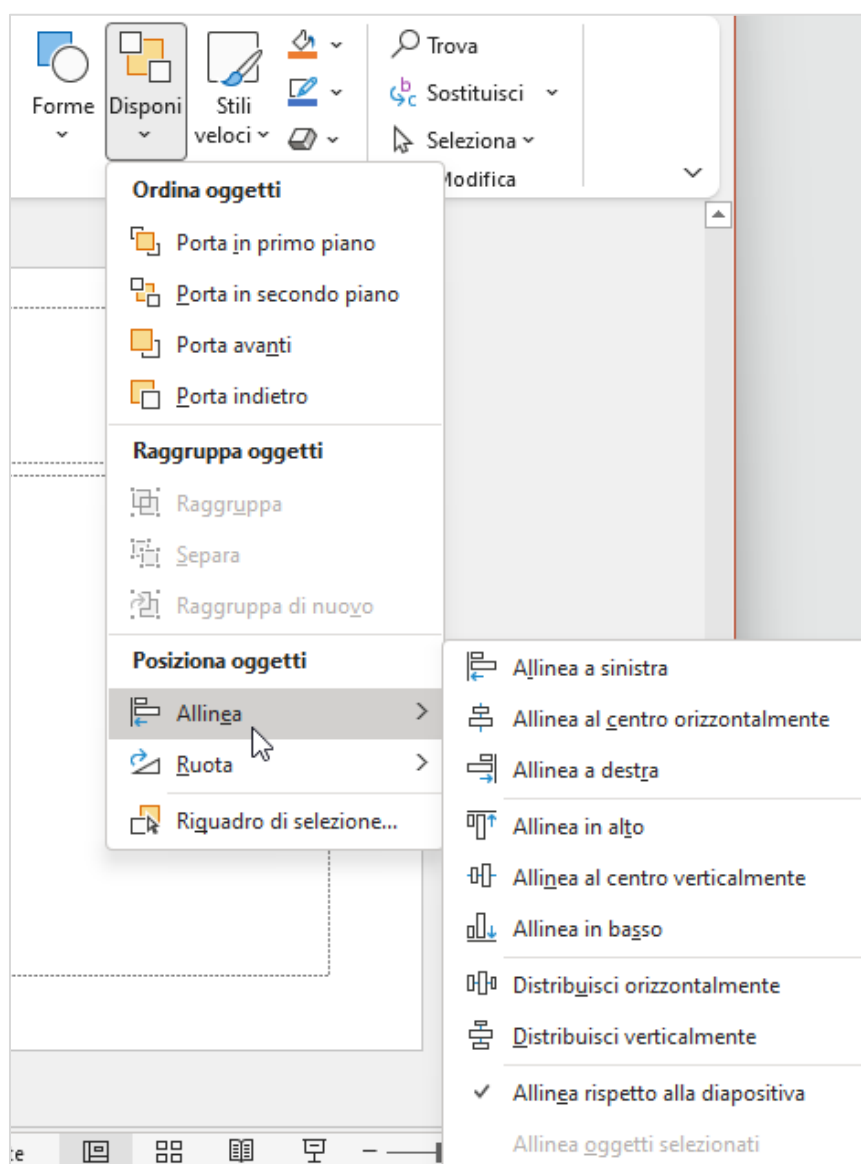 Trova
Sostituisci
Seleziona
Forme
Disponi
Stili
veloci
Modifica
Ordina oggetti
Porta in primo piano
Porta in secondo piano
Porta avanti
Porta indietro
Raggruppa oggetti
Raggruppa
Separa
Raggruppa di nuovo
Posiziona oggetti
Allinea
Ruota
Riquadro di selezione...
Allinea a sinistra
Allinea al centro orizzontalmente
Allinea a destra
Allinea in alto
Allinea al centro verticalmente
Allinea in basso
Distribuisci orizzontalmente
Distribuisci verticalmente
Allinea rispetto alla diapositiva
Allinea oggetti selezionati